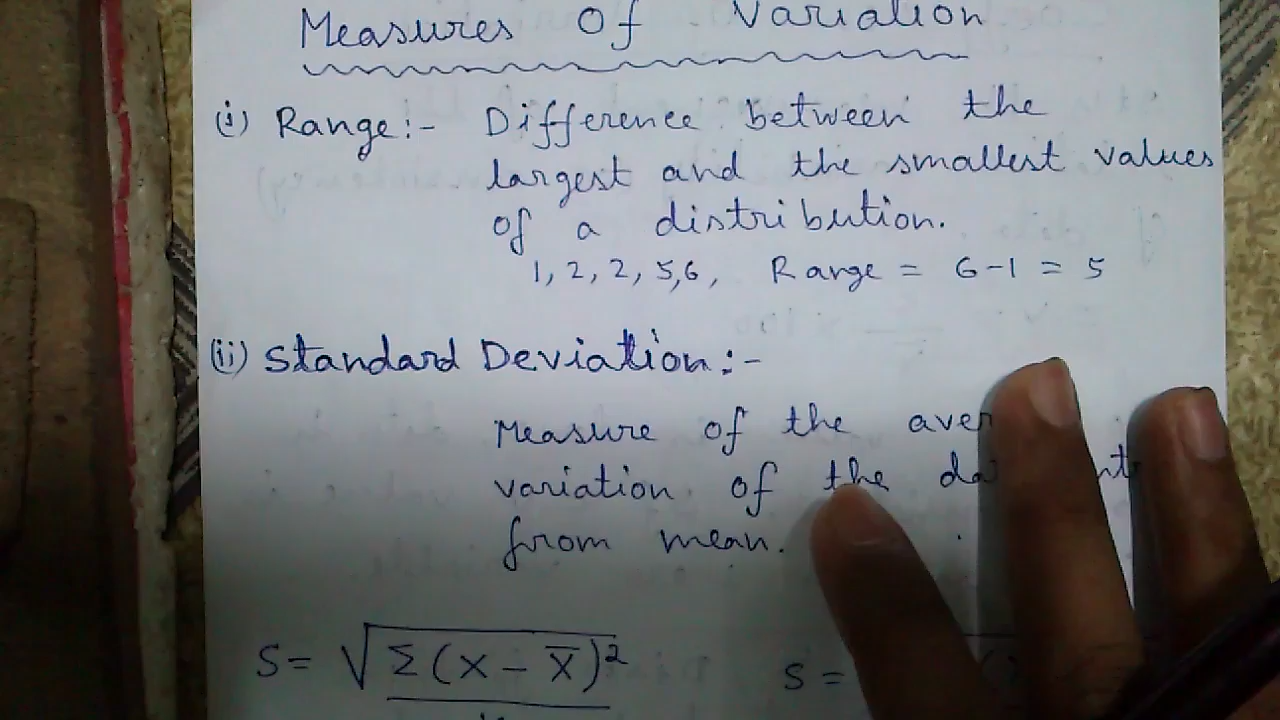 Measures Of Variation
(i) Range:- Difference between the
largest and the smallest values
of a distribution.
1, 2, 2, 5,6, Range = 6-1 = 5
(ii) Standard Deviation:-
Measure of the
variation of the
from mean.
S= √Σ(X - X̅)²
S =